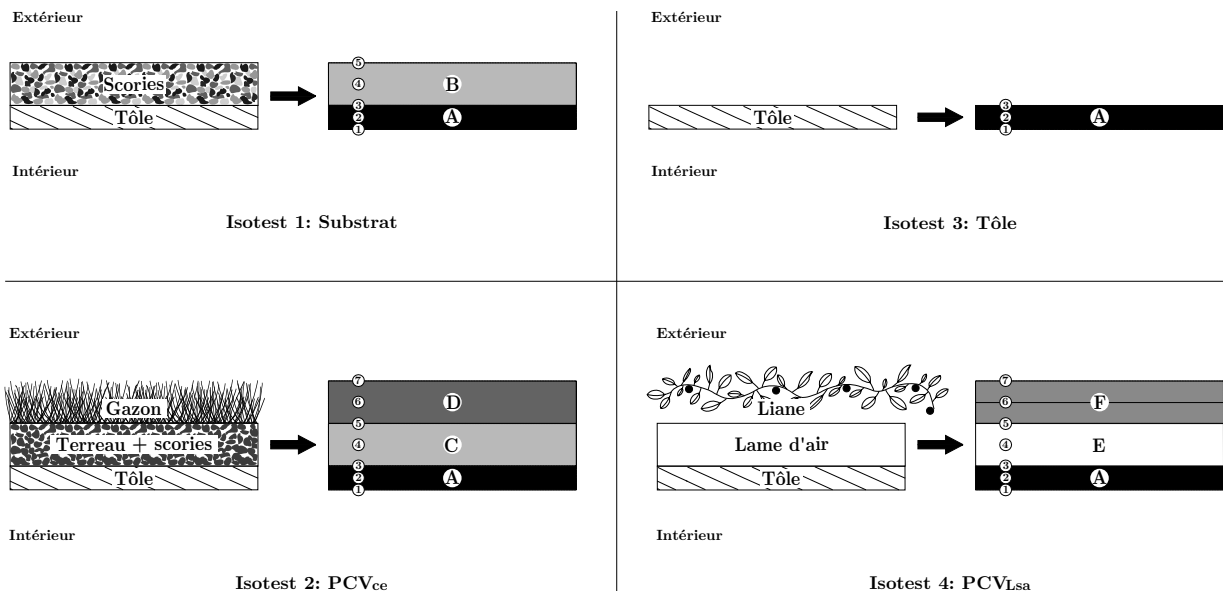 Extérieur
Scories
Tôle
5
4
3
2
1
B
A
Intérieur
Isotest 1: Substrat
Extérieur
Tôle
3
2
1
A
Intérieur
Isotest 3: Tôle
Extérieur
Gazon
Terreau + scories
Tôle
7
6
5
4
3
2
1
D
C
A
Intérieur
Isotest 2: PCVce
Extérieur
Liane
Lame d'air
Tôle
7
6
5
4
3
2
1
F
E
A
Intérieur
Isotest 4: PCVLsa